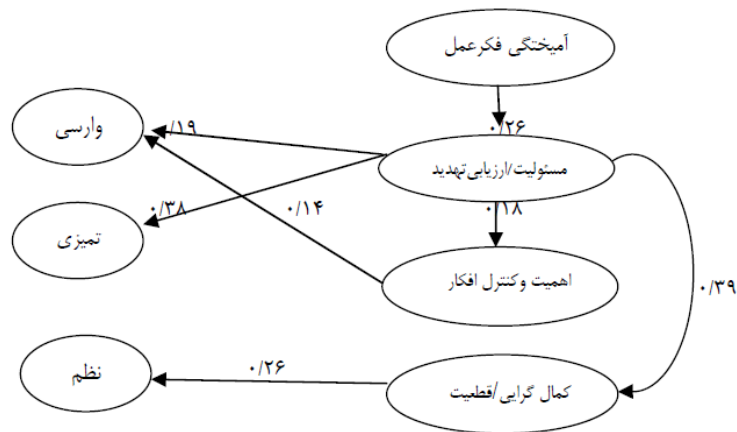 آمیختگی فکرعمل
۰/۲۶
وارسی
۰/۱۹
مسئولیت/ارزیابی تهدید
۰/۳۸
۰/۱۴
۰/۱۸
تمیزی
اهمیت وکنترل افکار
۰/۳۹
نظم
۰/۲۶
کمال گرایی/قطعیت